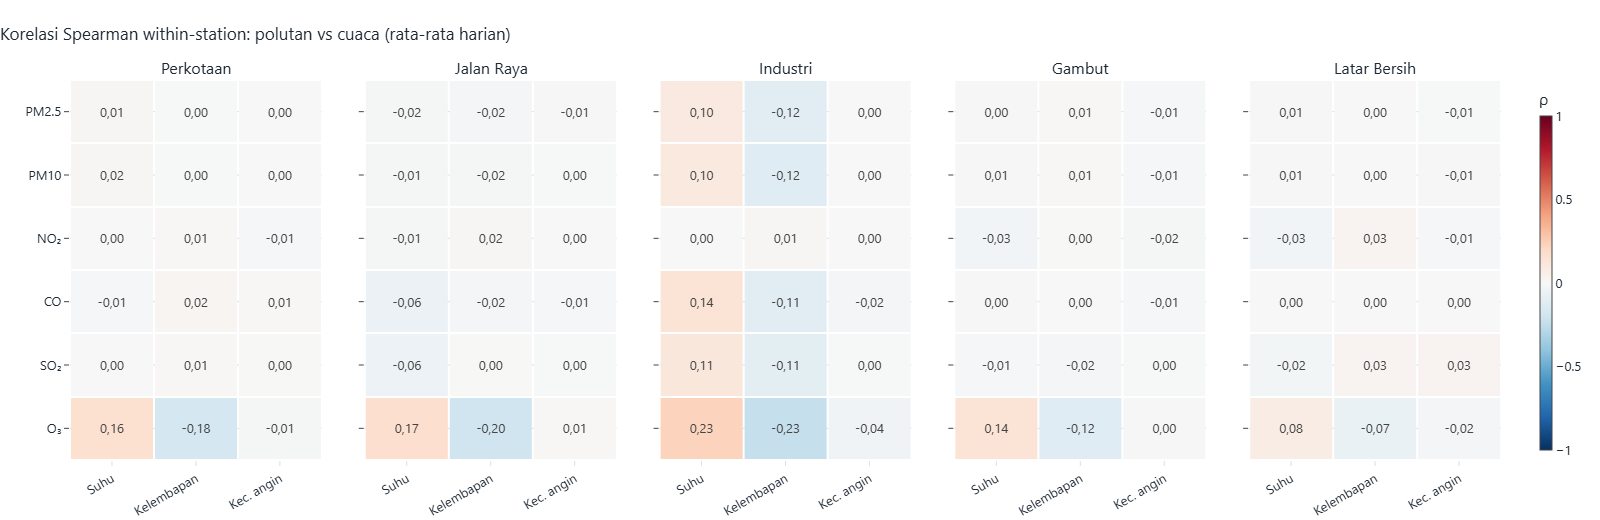 Korelasi Spearman within-station: polutan vs cuaca (rata-rata harian)
Perkotaan Jalan Raya Industri Gambut Latar Bersih
ρ
PM2.5 0,01 0,00 0,00 -0,02 -0,02 -0,01 0,10 -0,12 0,00 0,00 0,01 -0,01 0,01 0,00 -0,01
1
PM10 0,02 0,00 0,00 -0,01 -0,02 0,00 0,10 -0,12 0,00 0,01 0,01 -0,01 0,01 0,00 -0,01
0.5
NO₂ 0,00 0,01 -0,01 -0,01 0,02 0,00 0,00 0,01 0,00 -0,03 0,00 -0,02 -0,03 0,03 -0,01
0
CO -0,01 0,02 0,01 -0,06 -0,02 -0,01 0,14 -0,11 -0,02 0,00 0,00 -0,01 0,00 0,00 0,00
SO₂ 0,00 0,01 0,00 -0,06 0,00 0,00 0,11 -0,11 0,00 -0,01 -0,02 0,00 -0,02 0,03 0,03
−0.5
O₃ 0,16 -0,18 -0,01 0,17 -0,20 0,01 0,23 -0,23 -0,04 0,14 -0,12 0,00 0,08 -0,07 -0,02
−1
Suhu Kelembapan Kec. angin Suhu Kelembapan Kec. angin Suhu Kelembapan Kec. angin Suhu Kelembapan Kec. angin Suhu Kelembapan Kec. angin